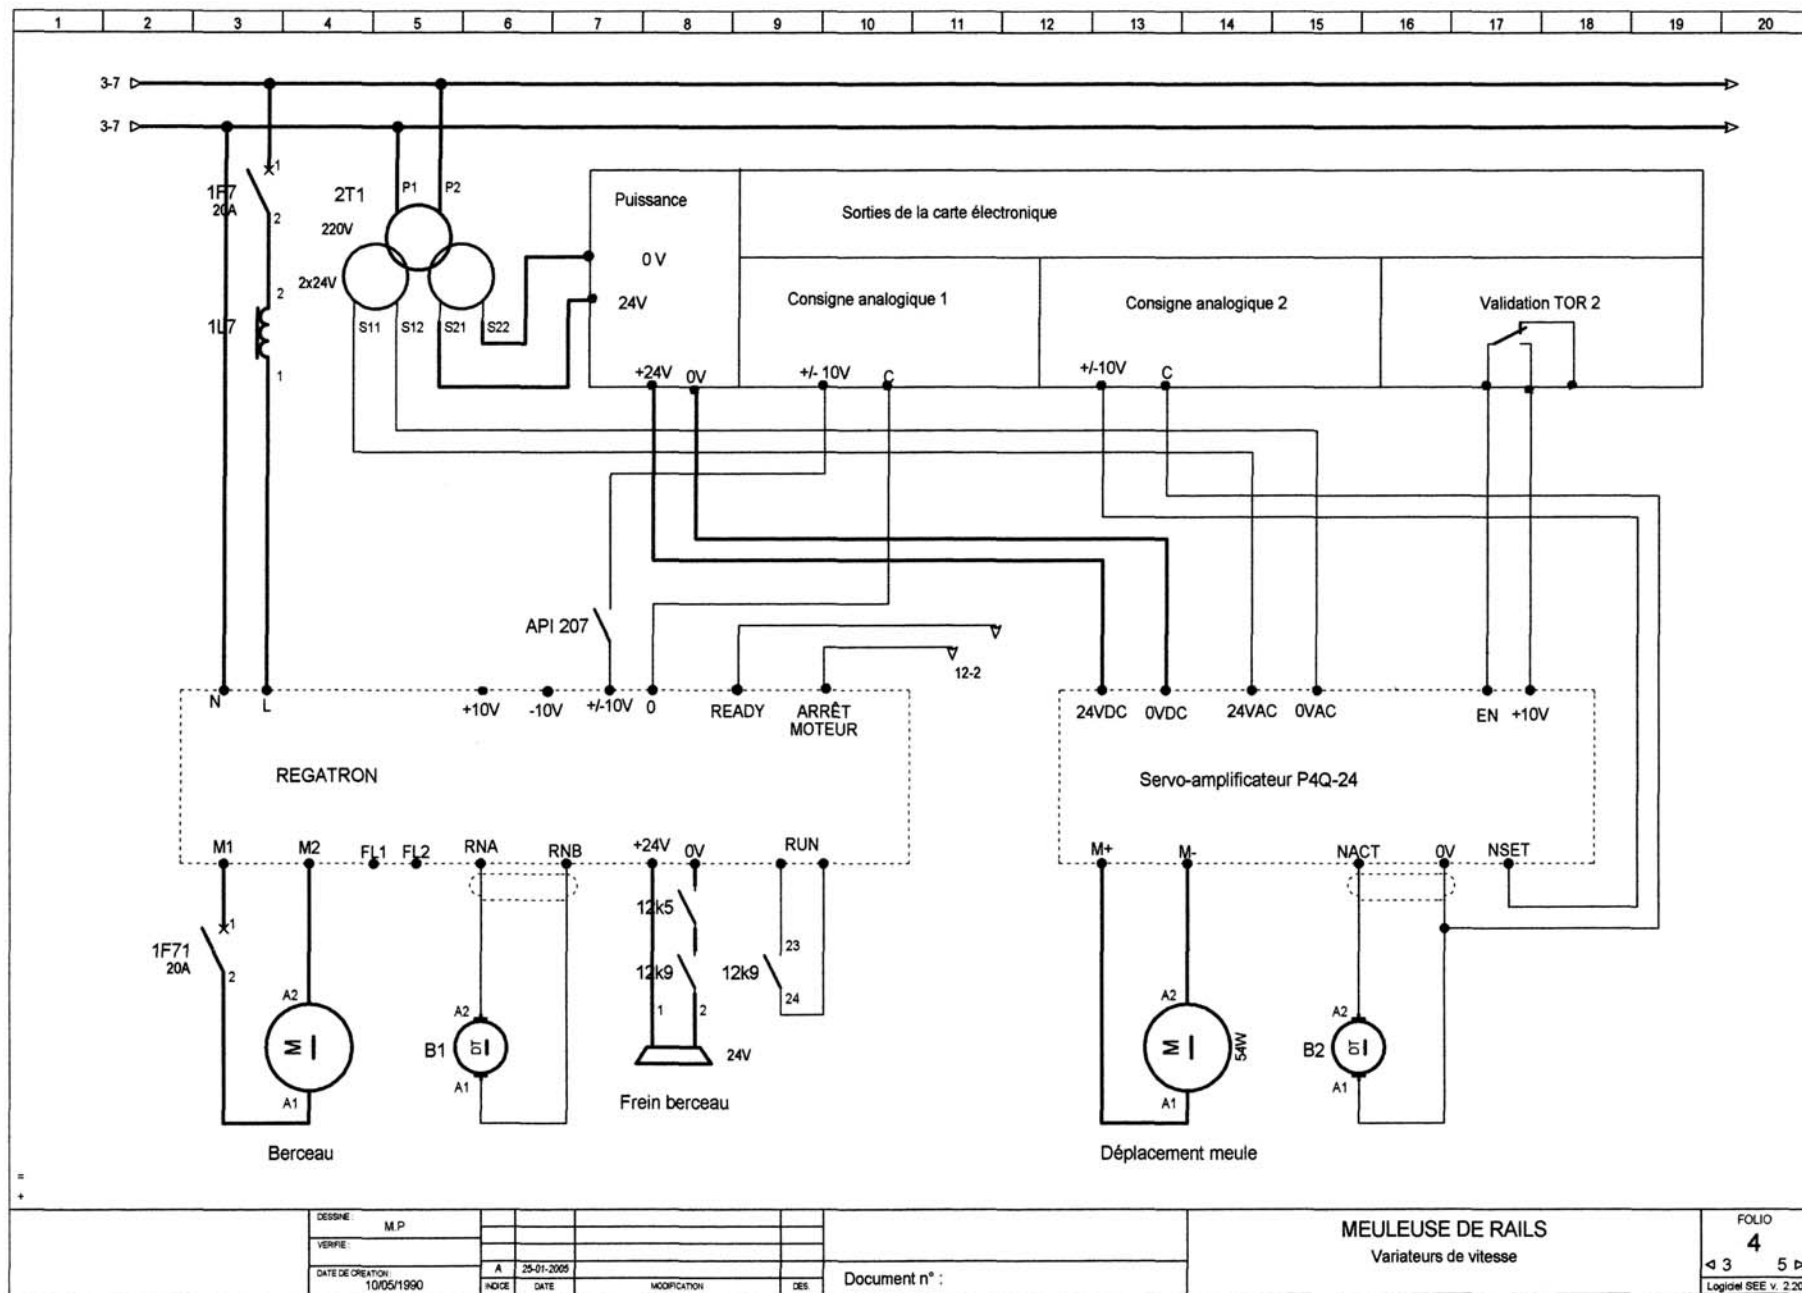 1 2 3 4 5 6 7 8 9 10 11 12 13 14 15 16 17 18 19 20
3-7
3-7
1F7
20A
1
2
2T1
220V
2x24V
P1 P2
S11 S12 S21 S22
1L7
2
1
Puissance
0 V
24V
+24V 0V
Sorties de la carte électronique
Consigne analogique 1
+/- 10V C
Consigne analogique 2
+/-10V C
Validation TOR 2
API 207
12-2
N L +10V -10V +/-10V 0 READY ARRÊT
MOTEUR
REGATRON
M1 M2 FL1 FL2 RNA RNB +24V 0V RUN
24VDC 0VDC 24VAC 0VAC EN +10V
Servo-amplificateur P4Q-24
M+ M- NACT 0V NSET
1F71
20A
1
2
A2
M
A1
Berceau
B1
A2
DT
A1
12k5
12k9
1 2
24V
Frein berceau
12k9
23
24
A2
M
54W
A1
Déplacement meule
B2
A2
DT
A1
=
+
DESSINE :
M.P
VERIFIE :
DATE DE CREATION :
10/05/1990
A 25-01-2005
INDICE DATE MODIFICATION DES.
Document n° :
MEULEUSE DE RAILS
Variateurs de vitesse
FOLIO
4
3 5
Logiciel SEE v. 2.20